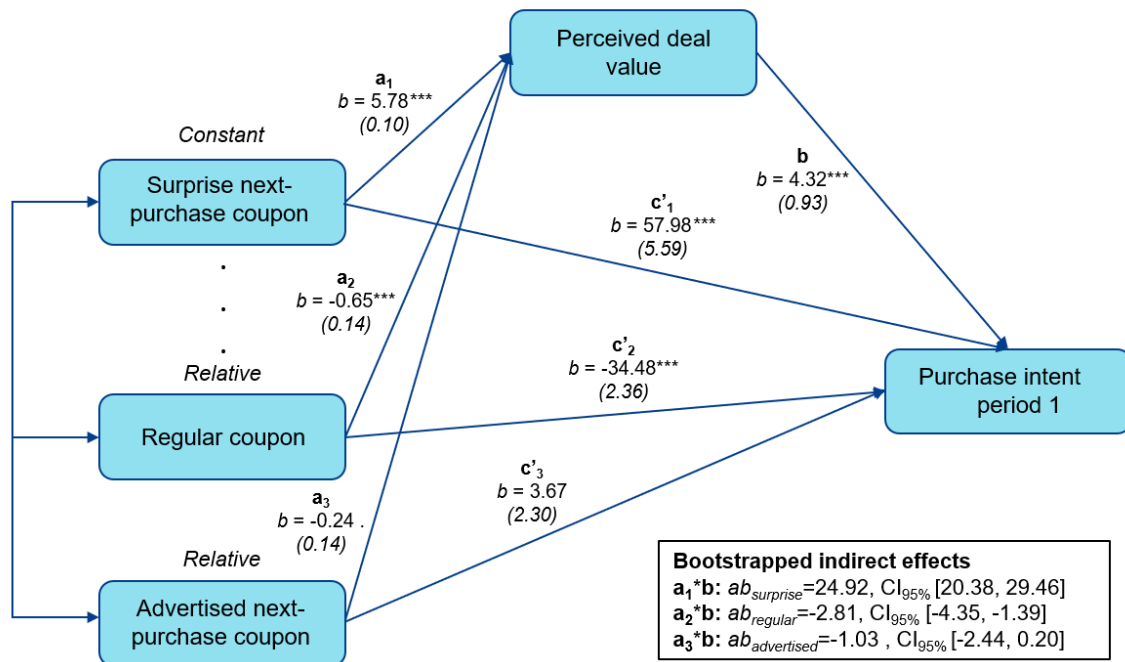 Perceived deal
value
a₁
b = 5.78***
(0.10)
Constant
Surprise next-
purchase coupon
b
b = 4.32***
(0.93)
c’₁
b = 57.98***
(5.59)
.
.
.
a₂
b = -0.65***
(0.14)
Relative
Regular coupon
c’₂
b = -34.48***
(2.36)
Purchase intent
period 1
a₃
b = -0.24 .
(0.14)
c’₃
b = 3.67
(2.30)
Relative
Advertised next-
purchase coupon
Bootstrapped indirect effects
a₁*b: ab_surprise=24.92, CI₉₅% [20.38, 29.46]
a₂*b: ab_regular=-2.81, CI₉₅% [-4.35, -1.39]
a₃*b: ab_advertised=-1.03 , CI₉₅% [-2.44, 0.20]